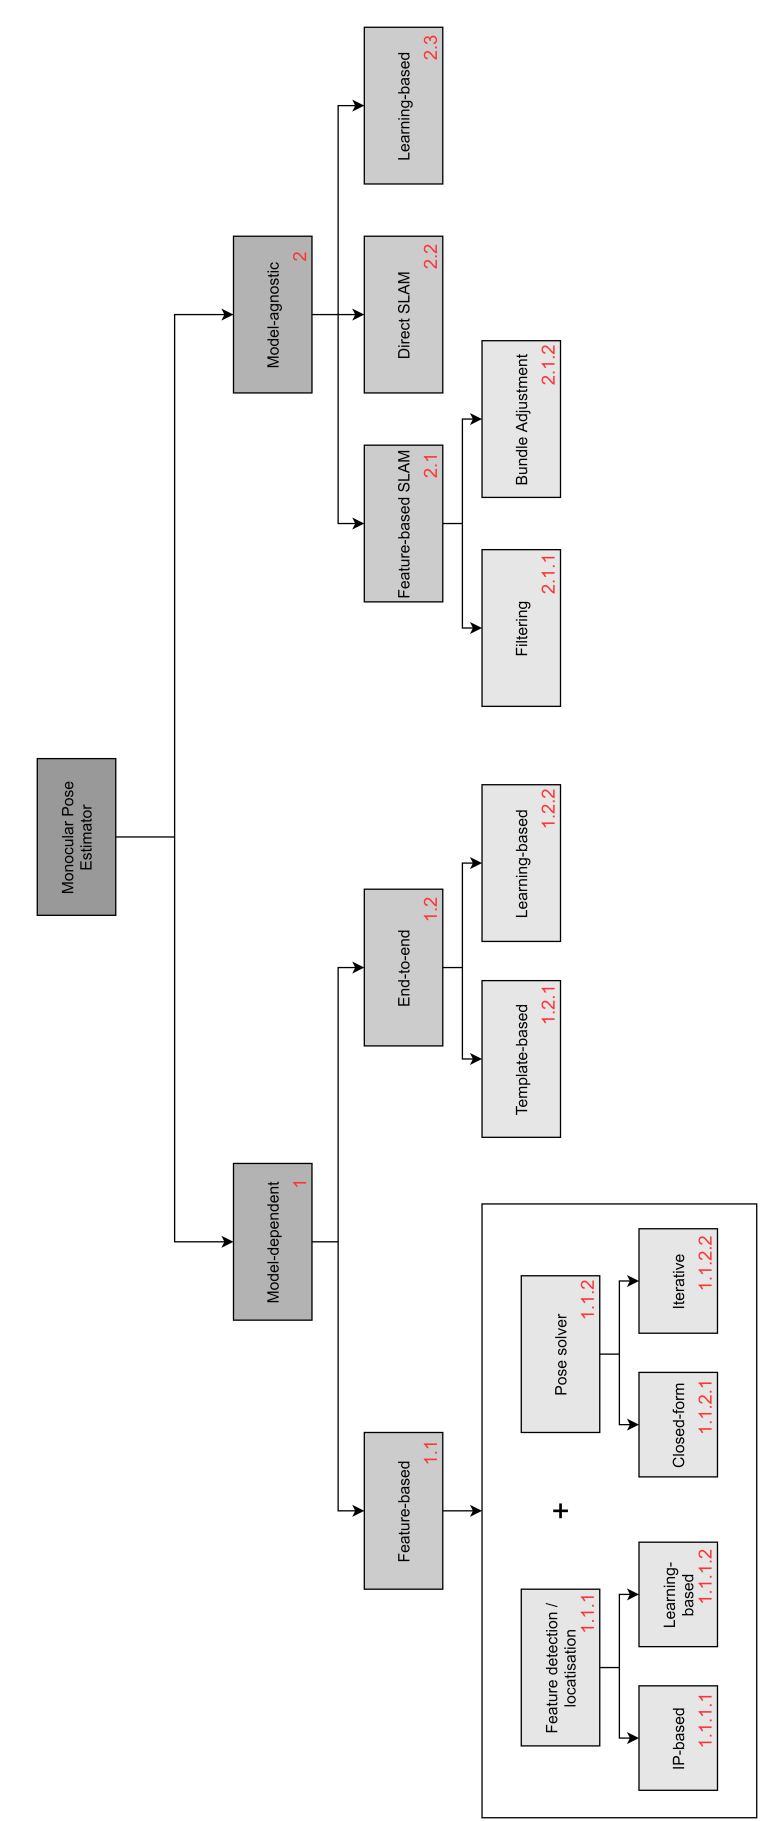 Monocular Pose
Estimator
Model-dependent
1
Model-agnostic
2
Feature-based
1.1
End-to-end
1.2
Feature-based SLAM
2.1
Direct SLAM
2.2
Learning-based
2.3
Template-based
1.2.1
Learning-based
1.2.2
Filtering
2.1.1
Bundle Adjustment
2.1.2
Feature detection /
locatisation
1.1.1
+
Pose solver
1.1.2
IP-based
1.1.1.1
Learning-
based
1.1.1.2
Closed-form
1.1.2.1
Iterative
1.1.2.2